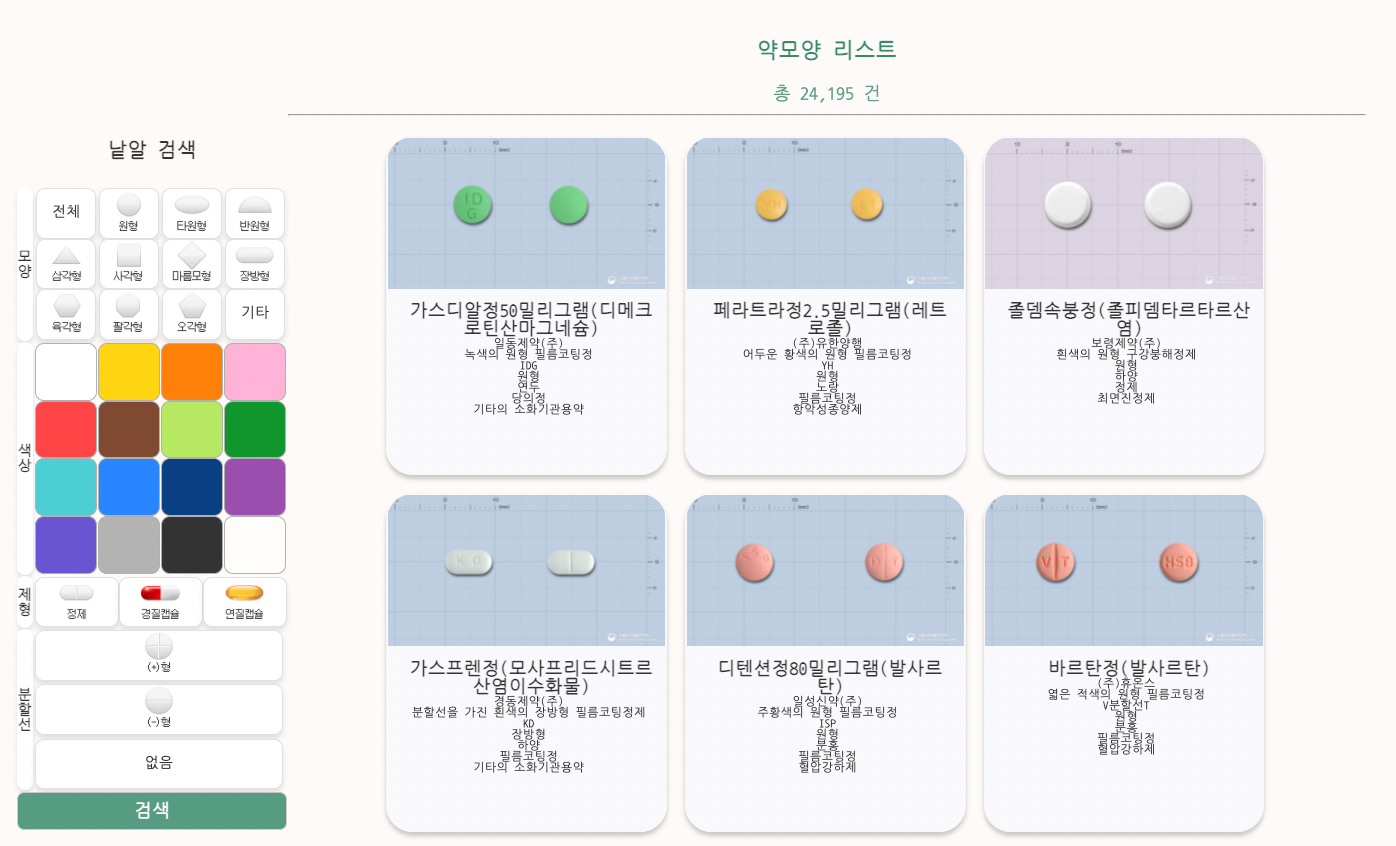 약모양 리스트
총 24,195 건
낱알 검색
모양
전체
원형
타원형
반원형
삼각형
사각형
마름모형
장방형
육각형
팔각형
오각형
기타
색상
제형
정제
경질캡슐
연질캡슐
분할선
(+)형
(-)형
없음
검색
ID
G
가스디알정50밀리그램(디메크
로틴산마그네슘)
일동제약(주)
녹색의 원형 필름코팅정
IDG
원형
연두
당의정
기타의 소화기관용약
YH
LT
페라트라정2.5밀리그램(레트
로졸)
(주)유한양행
어두운 황색의 원형 필름코팅정
YH
원형
노랑
필름코팅정
항악성종양제
졸뎀속붕정(졸피뎀타르타르산
염)
보령제약(주)
흰색의 원형 구강붕해정제
원형
하양
정제
최면진정제
K D
가스프렌정(모사프리드시트르
산염이수화물)
경동제약(주)
분할선을 가진 흰색의 장방형 필름코팅정제
KD
장방형
하양
필름코팅정
기타의 소화기관용약
ISP
D T
디텐션정80밀리그램(발사르
탄)
일성신약(주)
주황색의 원형 필름코팅정
ISP
원형
분홍
필름코팅정
혈압강하제
V T
HS8
바르탄정(발사르탄)
(주)휴온스
엷은 적색의 원형 필름코팅정
V분할선T
원형
분홍
필름코팅정
혈압강하제